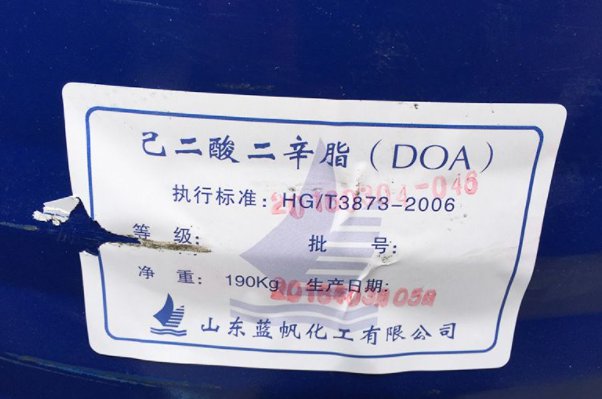 己二酸二辛脂（DOA）
执行标准：HG/T3873-2006
等 级：
批 号：
净 重： 190Kg 生产日期：
山东蓝帆化工有限公司